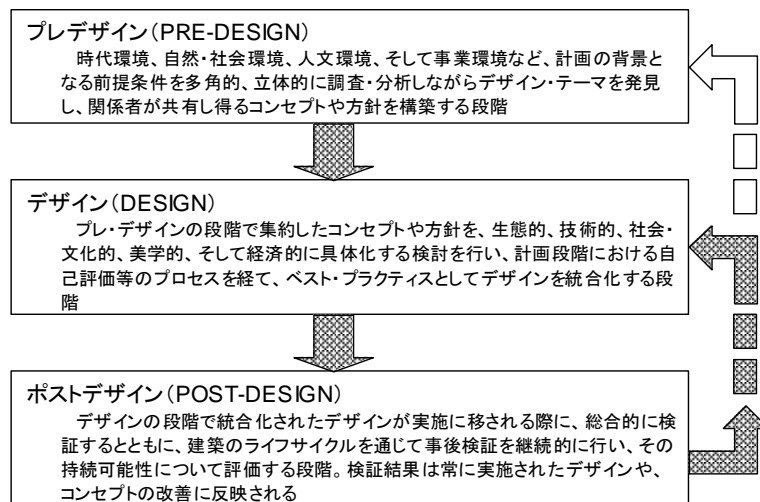 プレデザイン(PRE-DESIGN)
時代環境、自然・社会環境、人文環境、そして事業環境など、計画の背景と
なる前提条件を多角的、立体的に調査・分析しながらデザイン・テーマを発見
し、関係者が共有し得るコンセプトや方針を構築する段階
デザイン(DESIGN)
プレ・デザインの段階で集約したコンセプトや方針を、生態的、技術的、社会・
文化的、美学的、そして経済的に具体化する検討を行い、計画段階における自
己評価等のプロセスを経て、ベスト・プラクティスとしてデザインを統合化する段
階
ポストデザイン(POST-DESIGN)
デザインの段階で統合化されたデザインが実施に移される際に、総合的に検
証するとともに、建築のライフサイクルを通じて事後検証を継続的に行い、その
持続可能性について評価する段階。検証結果は常に実施されたデザインや、
コンセプトの改善に反映される